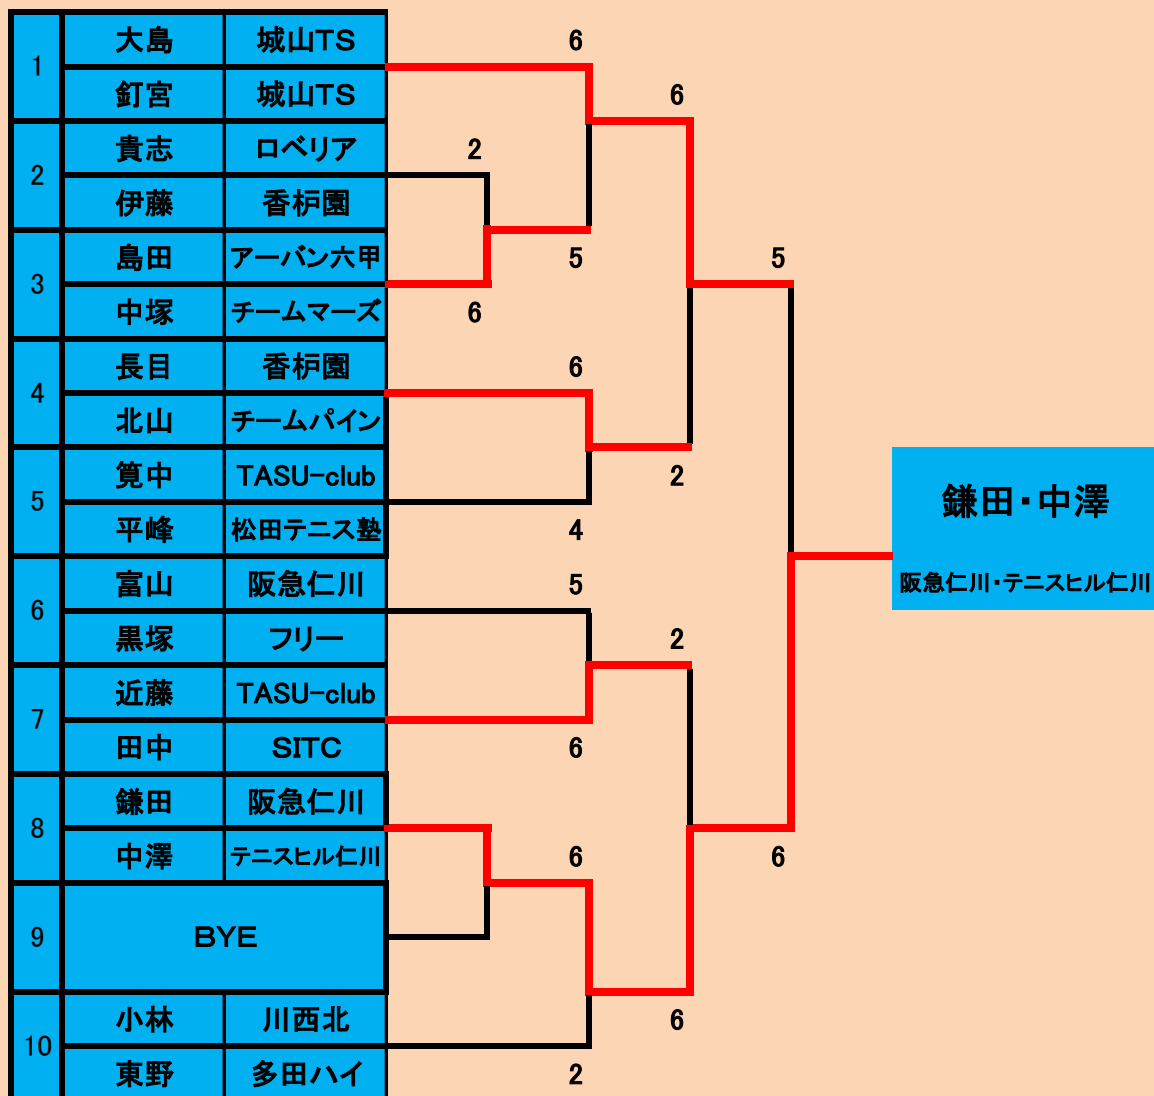 1
大島 城山TS
釘宮 城山TS
2
貴志 ロベリア
伊藤 香枦園
3
島田 アーバン六甲
中塚 チームマーズ
4
長目 香枦園
北山 チームパイン
5
筧中 TASU-club
平峰 松田テニス塾
6
富山 阪急仁川
黒塚 フリー
7
近藤 TASU-club
田中 SITC
8
鎌田 阪急仁川
中澤 テニスヒル仁川
9
BYE
10
小林 川西北
東野 多田ハイ
2
6
6
5
6
4
5
6
6
2
6
2
2
6
5
6
鎌田・中澤
阪急仁川・テニスヒル仁川